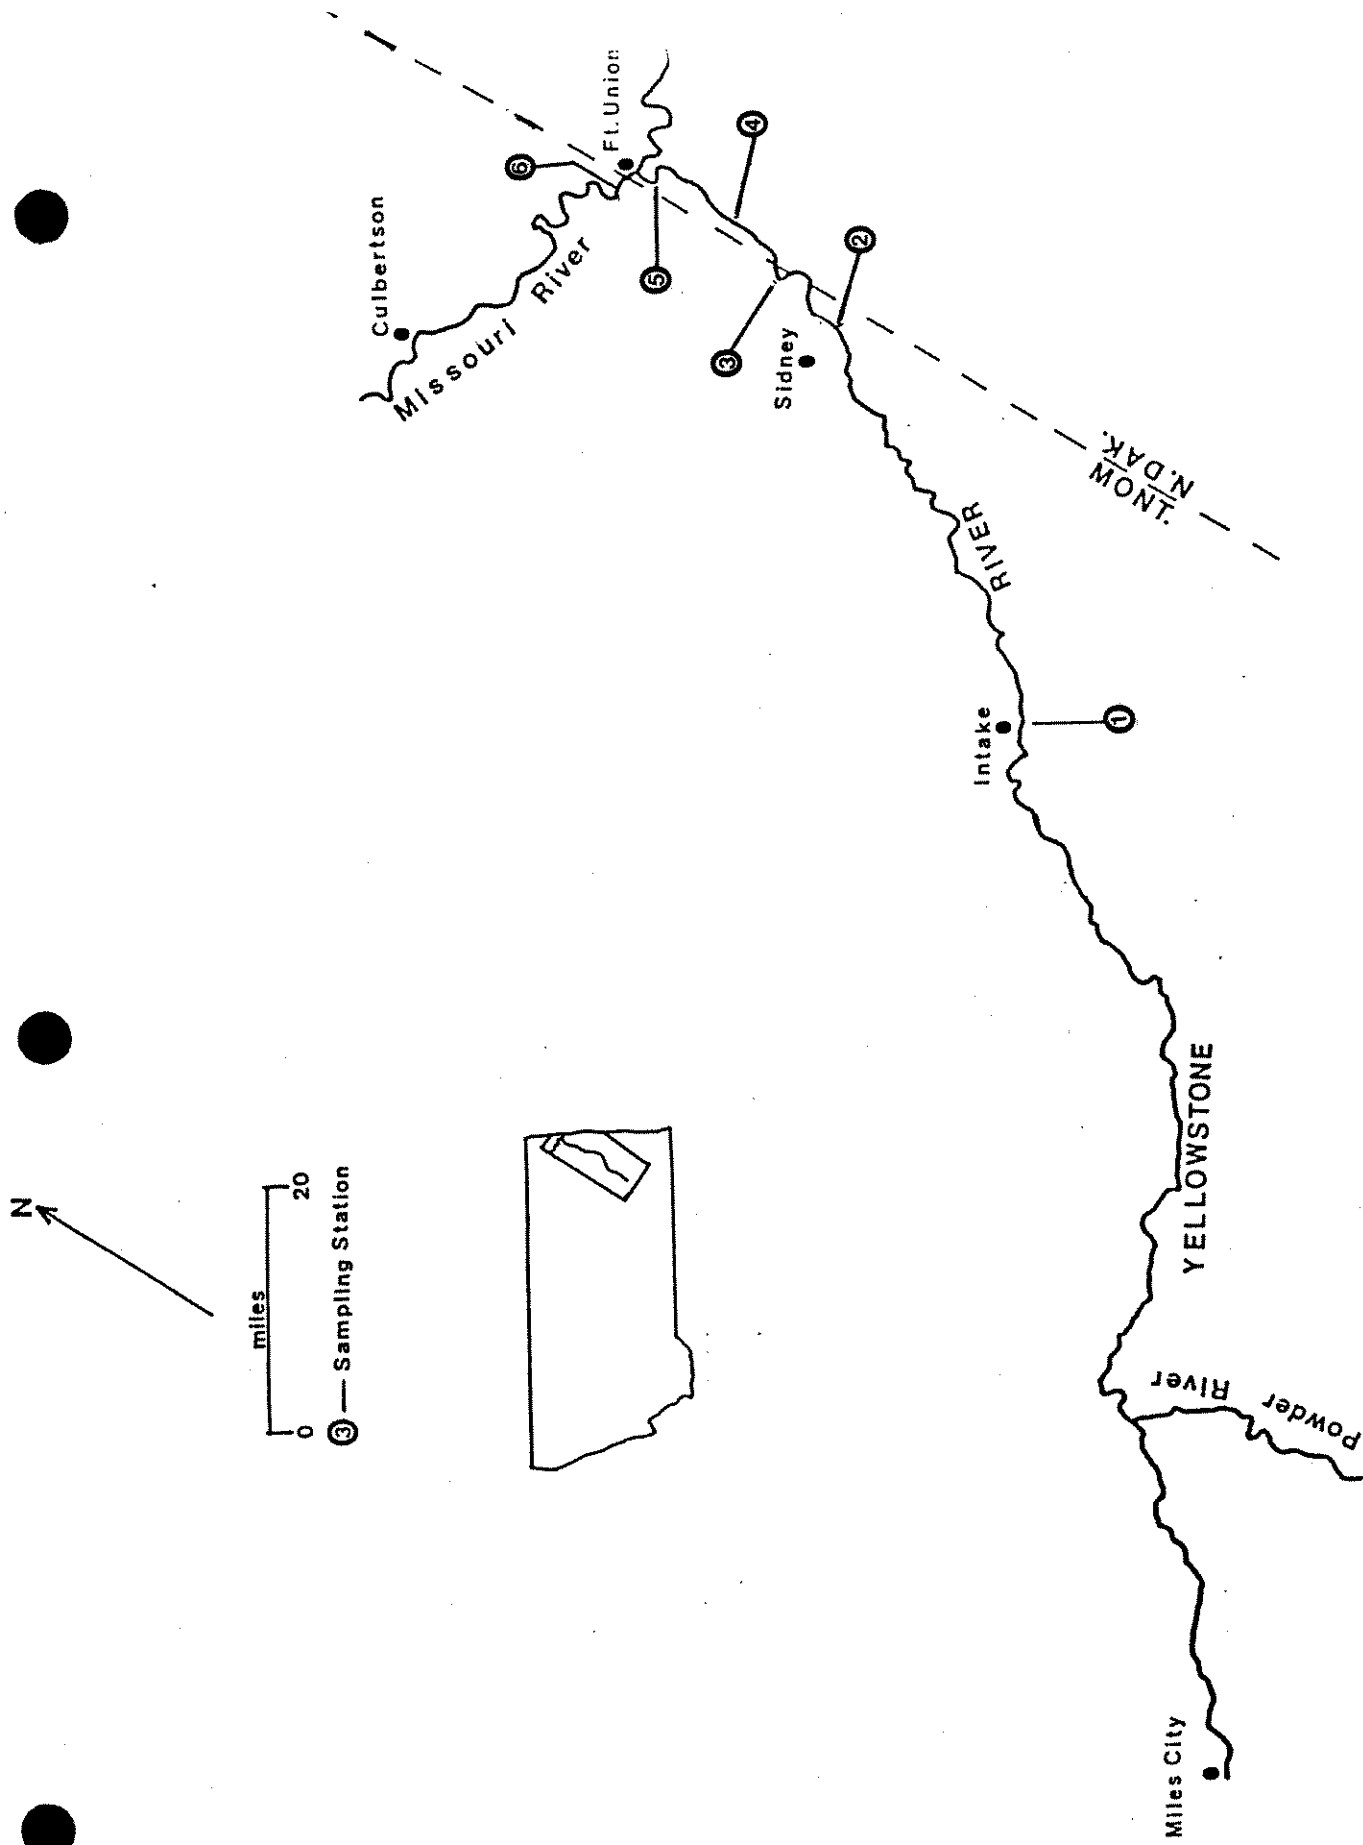 N
miles
0 20
③ — Sampling Station
Culbertson
Missouri River
Ft. Union
6
5
4
3
2
Sidney
MONT.
N. DAK.
Intake
1
YELLOWSTONE RIVER
Powder River
Miles City